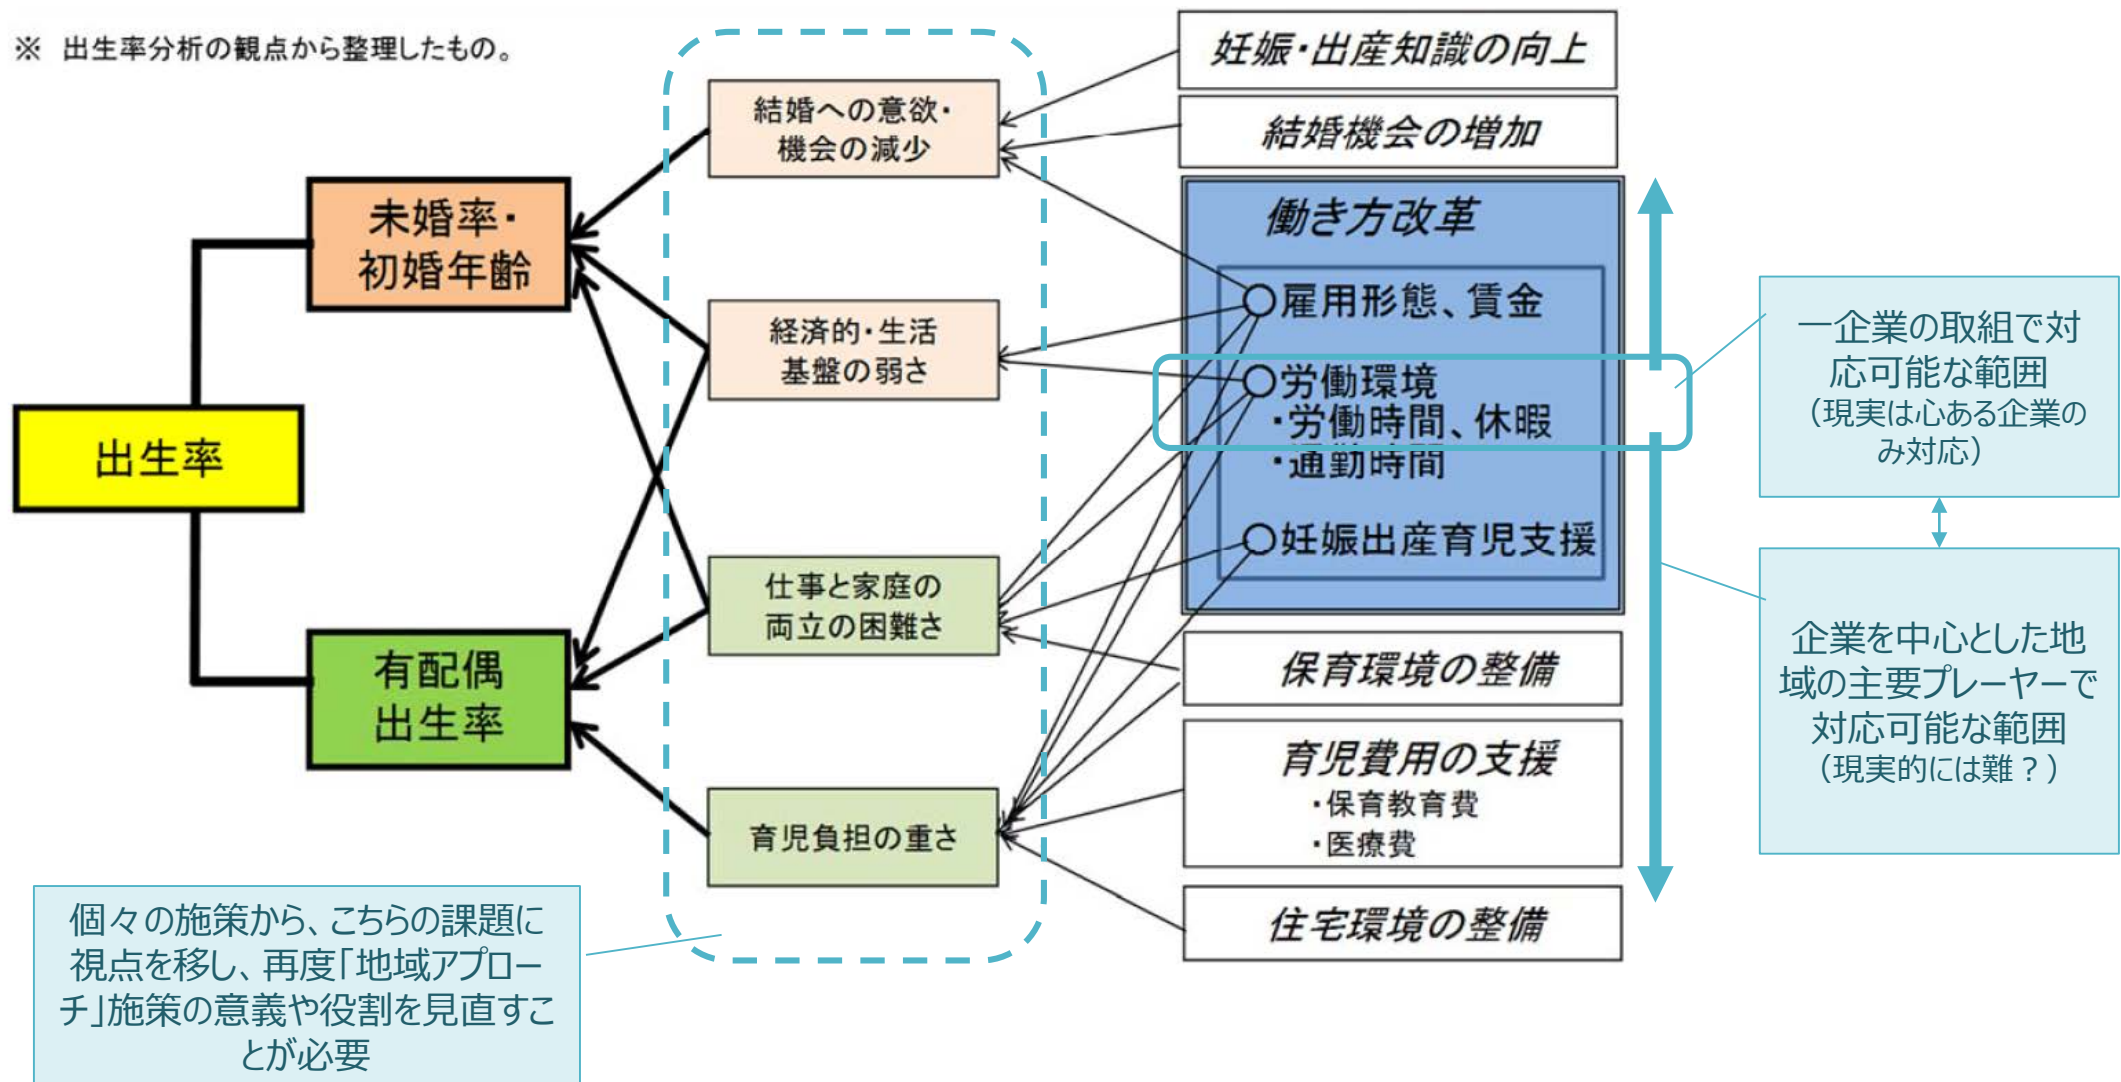 ※ 出生率分析の観点から整理したもの。
出生率
未婚率・
初婚年齢
有配偶
出生率
結婚への意欲・
機会の減少
経済的・生活
基盤の弱さ
仕事と家庭の
両立の困難さ
育児負担の重さ
妊娠・出産知識の向上
結婚機会の増加
働き方改革
○雇用形態、賃金
○労働環境
・労働時間、休暇
・通勤時間
○妊娠出産育児支援
保育環境の整備
育児費用の支援
・保育教育費
・医療費
住宅環境の整備
一企業の取組で対
応可能な範囲
（現実は心ある企業の
み対応）
企業を中心とした地
域の主要プレーヤーで
対応可能な範囲
（現実的には難？）
個々の施策から、こちらの課題に
視点を移し、再度「地域アプロー
チ」施策の意義や役割を見直すこ
とが必要